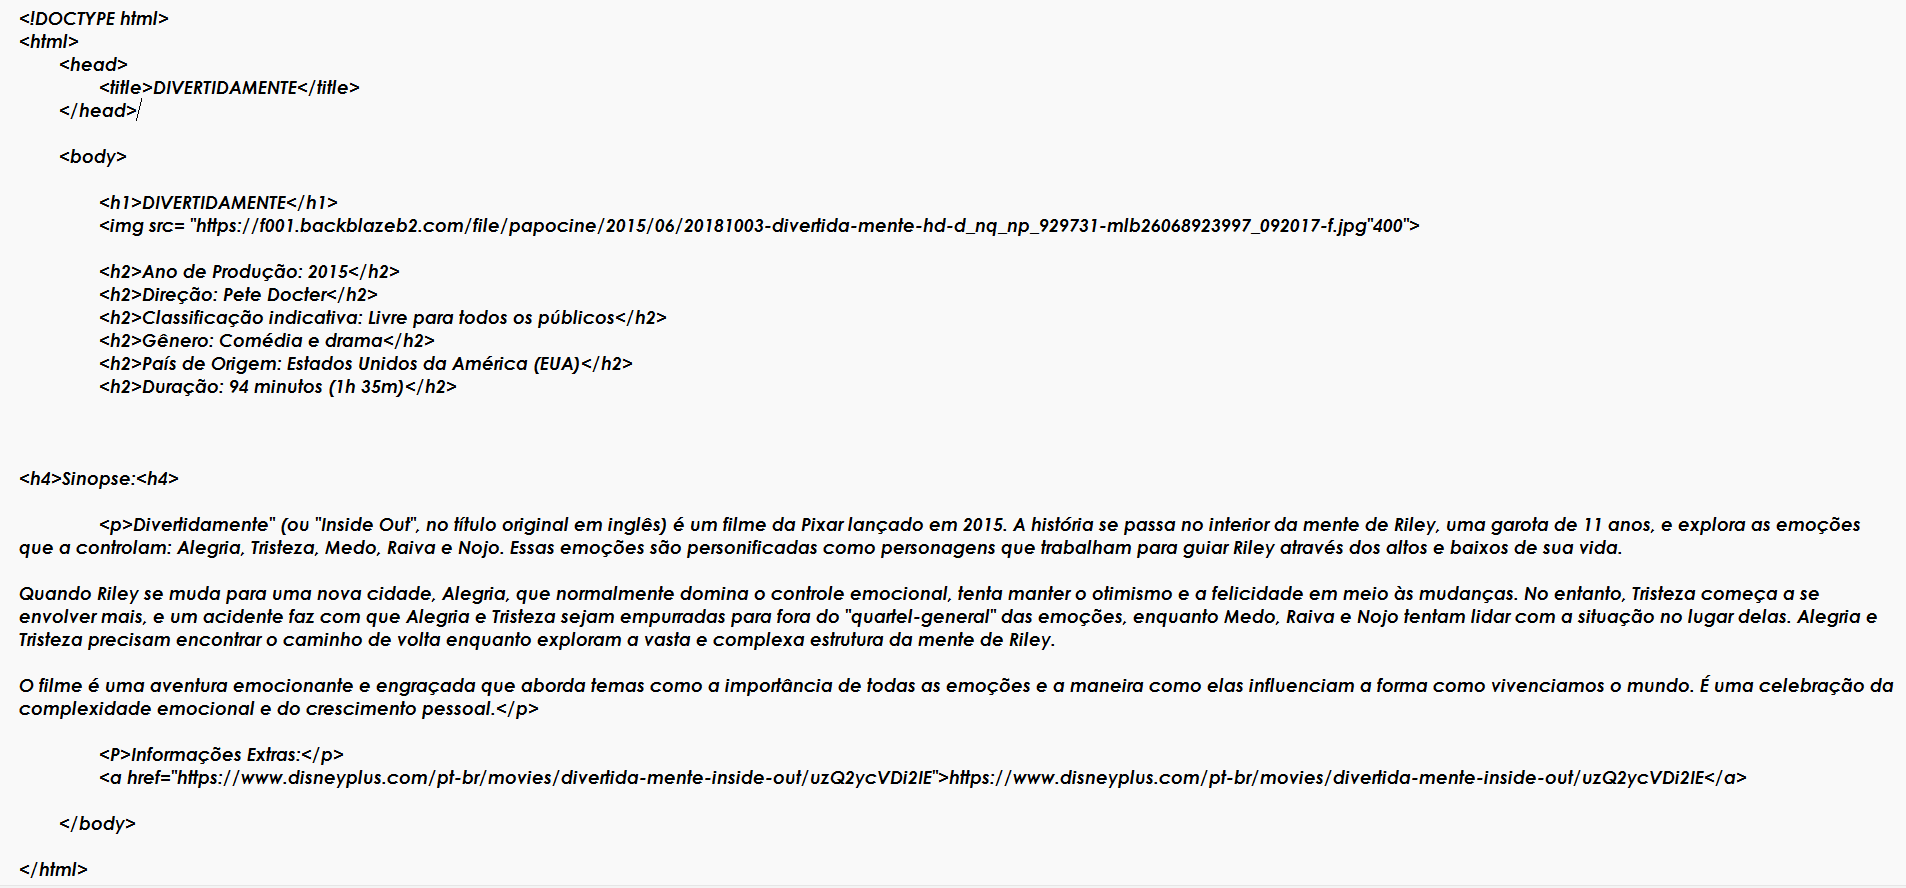 <!DOCTYPE html>
<html>
<head>
<title>DIVERTIDAMENTE</title>
</head>
<body>
<h1>DIVERTIDAMENTE</h1>
<img src= "https://f001.backblazeb2.com/file/papocine/2015/06/20181003-divertida-mente-hd-d_nq_np_929731-mlb26068923997_092017-f.jpg"400">
<h2>Ano de Produção: 2015</h2>
<h2>Direção: Pete Docter</h2>
<h2>Classificação indicativa: Livre para todos os públicos</h2>
<h2>Gênero: Comédia e drama</h2>
<h2>País de Origem: Estados Unidos da América (EUA)</h2>
<h2>Duração: 94 minutos (1h 35m)</h2>
<h4>Sinopse:<h4>
<p>Divertidamente" (ou "Inside Out", no título original em inglês) é um filme da Pixar lançado em 2015. A história se passa no interior da mente de Riley, uma garota de 11 anos, e explora as emoções
que a controlam: Alegria, Tristeza, Medo, Raiva e Nojo. Essas emoções são personificadas como personagens que trabalham para guiar Riley através dos altos e baixos de sua vida.
Quando Riley se muda para uma nova cidade, Alegria, que normalmente domina o controle emocional, tenta manter o otimismo e a felicidade em meio às mudanças. No entanto, Tristeza começa a se
envolver mais, e um acidente faz com que Alegria e Tristeza sejam empurradas para fora do "quartel-general" das emoções, enquanto Medo, Raiva e Nojo tentam lidar com a situação no lugar delas. Alegria e
Tristeza precisam encontrar o caminho de volta enquanto exploram a vasta e complexa estrutura da mente de Riley.
O filme é uma aventura emocionante e engraçada que aborda temas como a importância de todas as emoções e a maneira como elas influenciam a forma como vivenciamos o mundo. É uma celebração da
complexidade emocional e do crescimento pessoal.</p>
<P>Informações Extras:</p>
<a href="https://www.disneyplus.com/pt-br/movies/divertida-mente-inside-out/uzQ2ycVDi2IE">https://www.disneyplus.com/pt-br/movies/divertida-mente-inside-out/uzQ2ycVDi2IE</a>
</body>
</html>